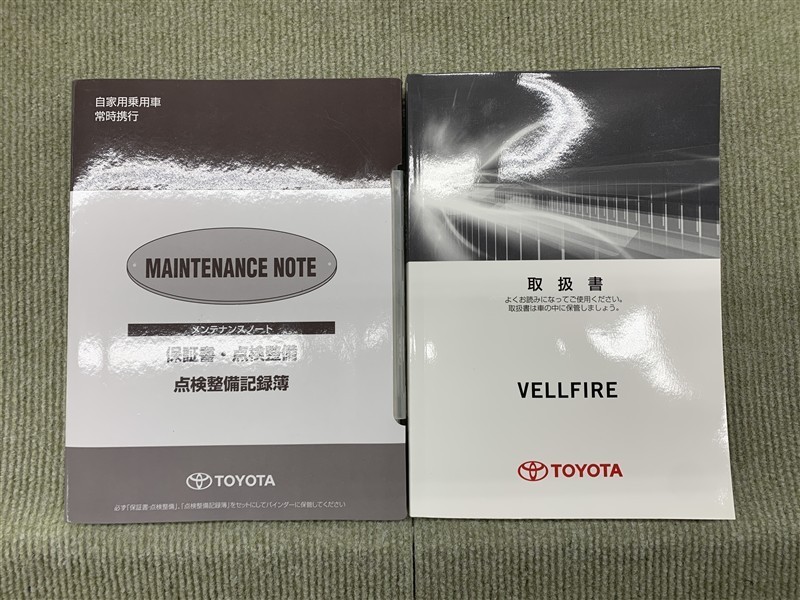 自家用乗用車
常時携行
MAINTENANCE NOTE
メンテナンスノート
保証書・点検整備
点検整備記録簿
TOYOTA
必ず「保証書・点検整備」、「点検整備記録簿」をセットにしてバインダーに保管してください
取扱書
よくお読みになってご使用ください。
取扱書は車の中に保管しましょう。
VELLFIRE
TOYOTA